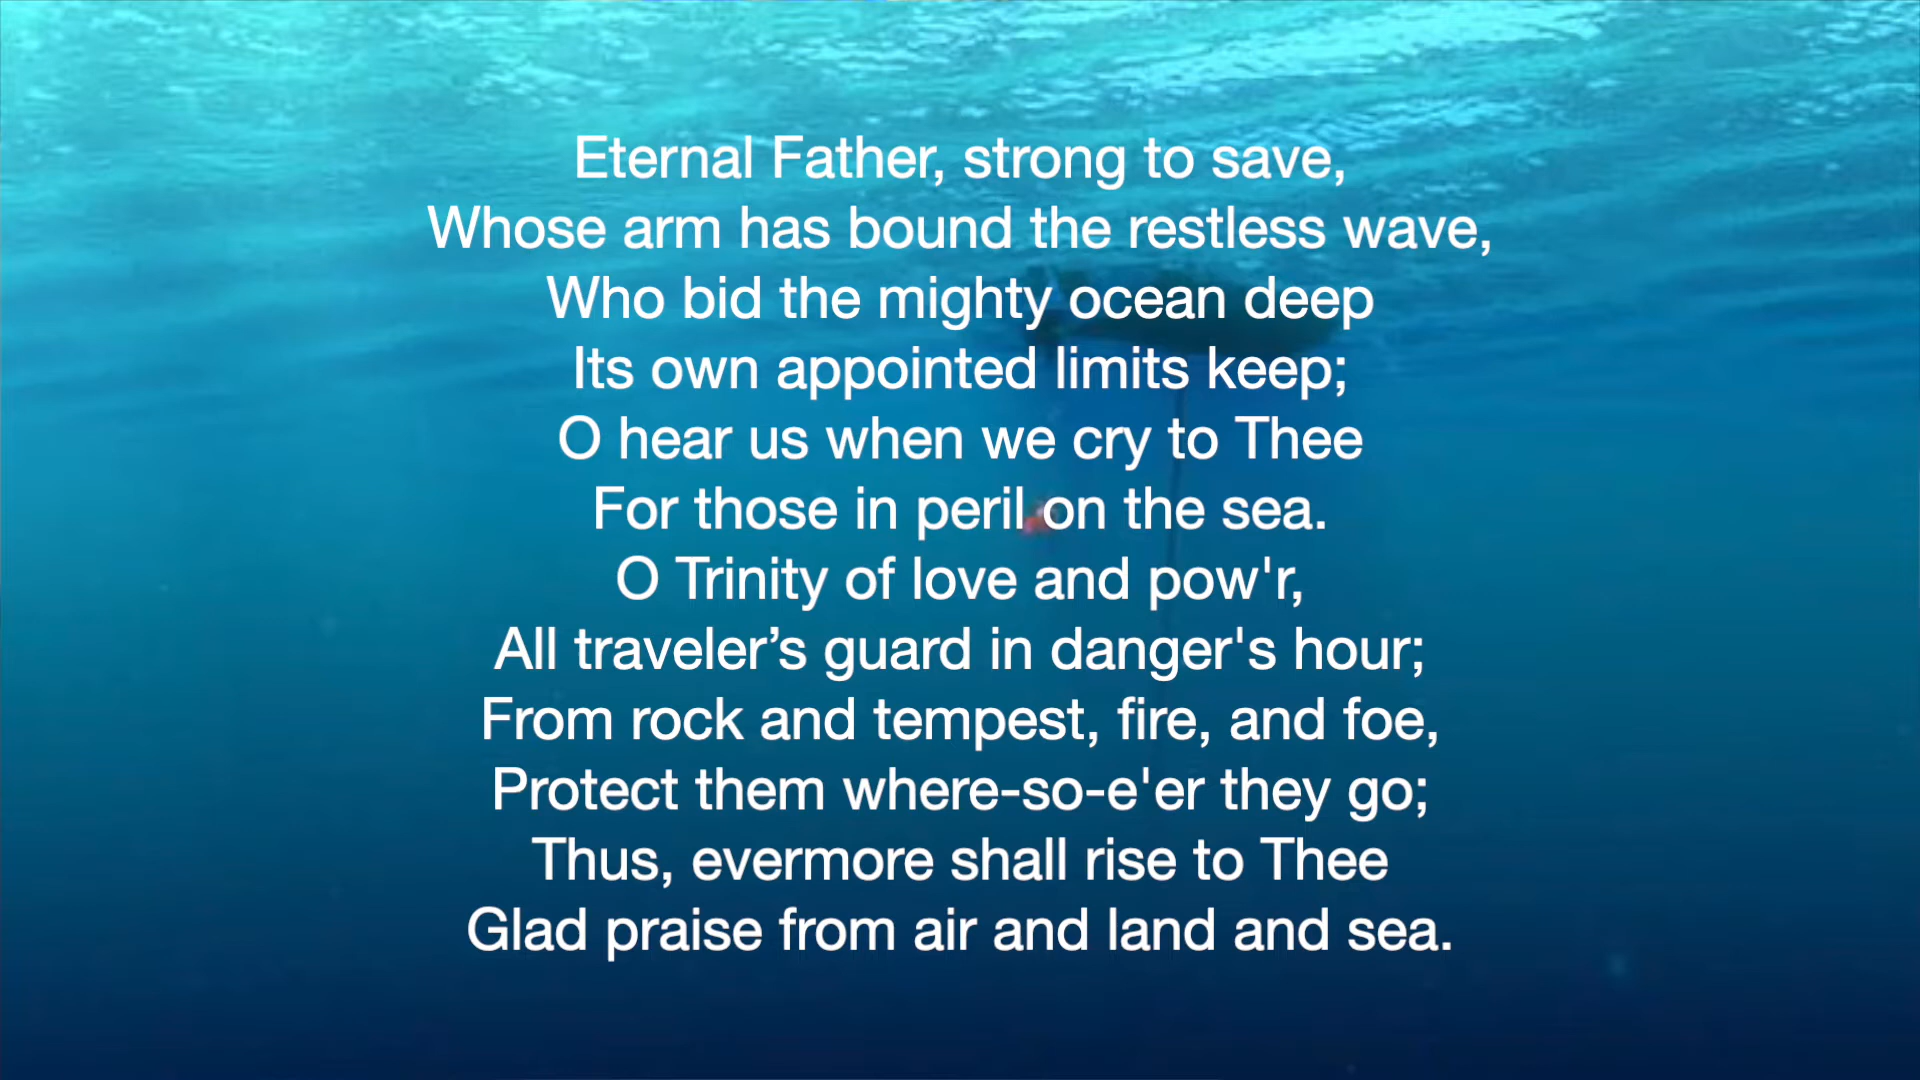 Eternal Father, strong to save,
Whose arm has bound the restless wave,
Who bid the mighty ocean deep
Its own appointed limits keep;
O hear us when we cry to Thee
For those in peril on the sea.
O Trinity of love and pow'r,
All traveler’s guard in danger's hour;
From rock and tempest, fire, and foe,
Protect them where-so-e'er they go;
Thus, evermore shall rise to Thee
Glad praise from air and land and sea.